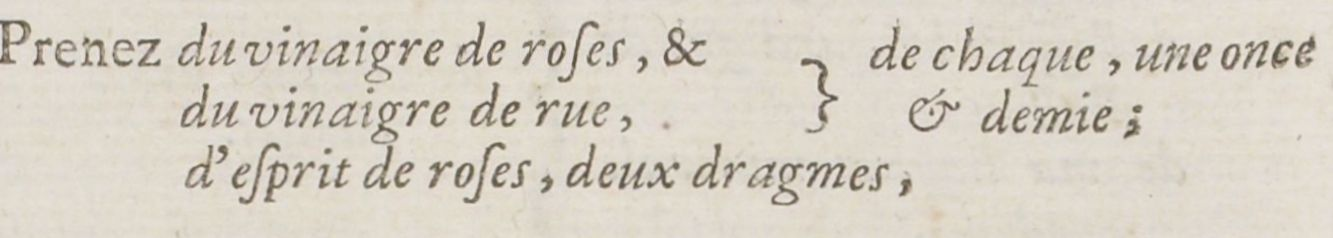 Prenez du vinaigre de roſes, & } de chaque, une once
du vinaigre de rue, } & demie;
d'eſprit de roſes, deux dragmes,